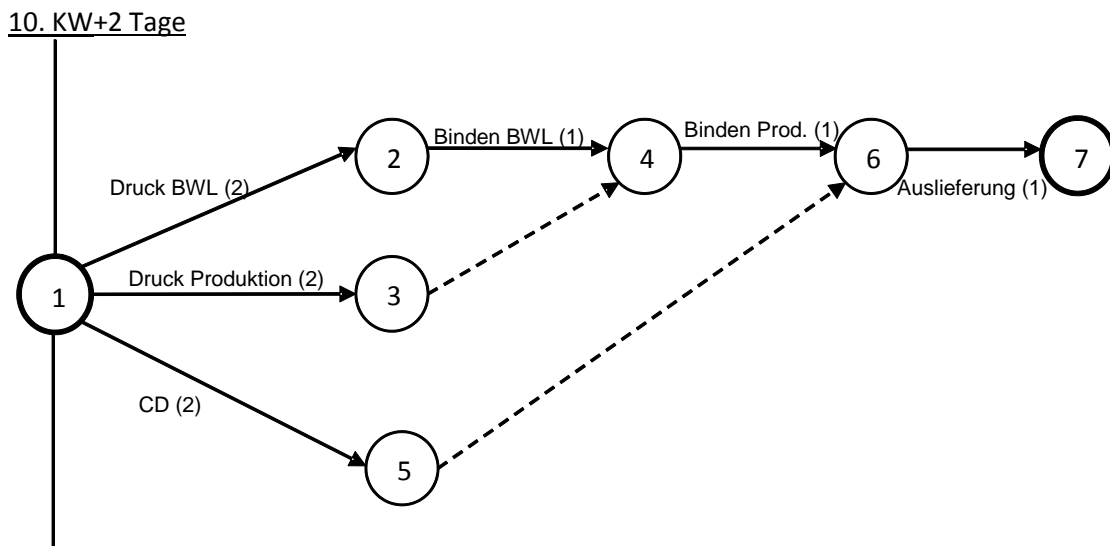 10. KW+2 Tage
Binden BWL (1)
Binden Prod. (1)
2
4
6
7
Druck BWL (2)
Auslieferung (1)
Druck Produktion (2)
1
3
CD (2)
5